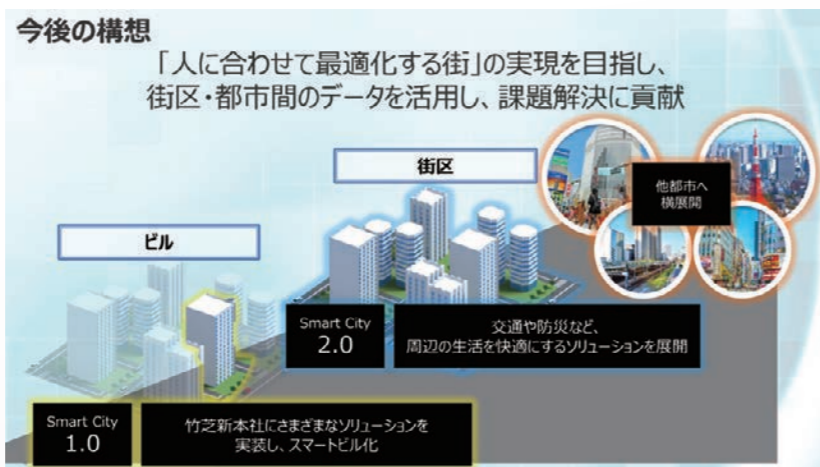 今後の構想
「人に合わせて最適化する街」の実現を目指し、
街区・都市間のデータを活用し、課題解決に貢献
街区
他都市へ
横展開
ビル
Smart City
2.0
交通や防災など、
周辺の生活を快適にするソリューションを展開
Smart City
1.0
竹芝新本社にさまざまなソリューションを
実装し、スマートビル化